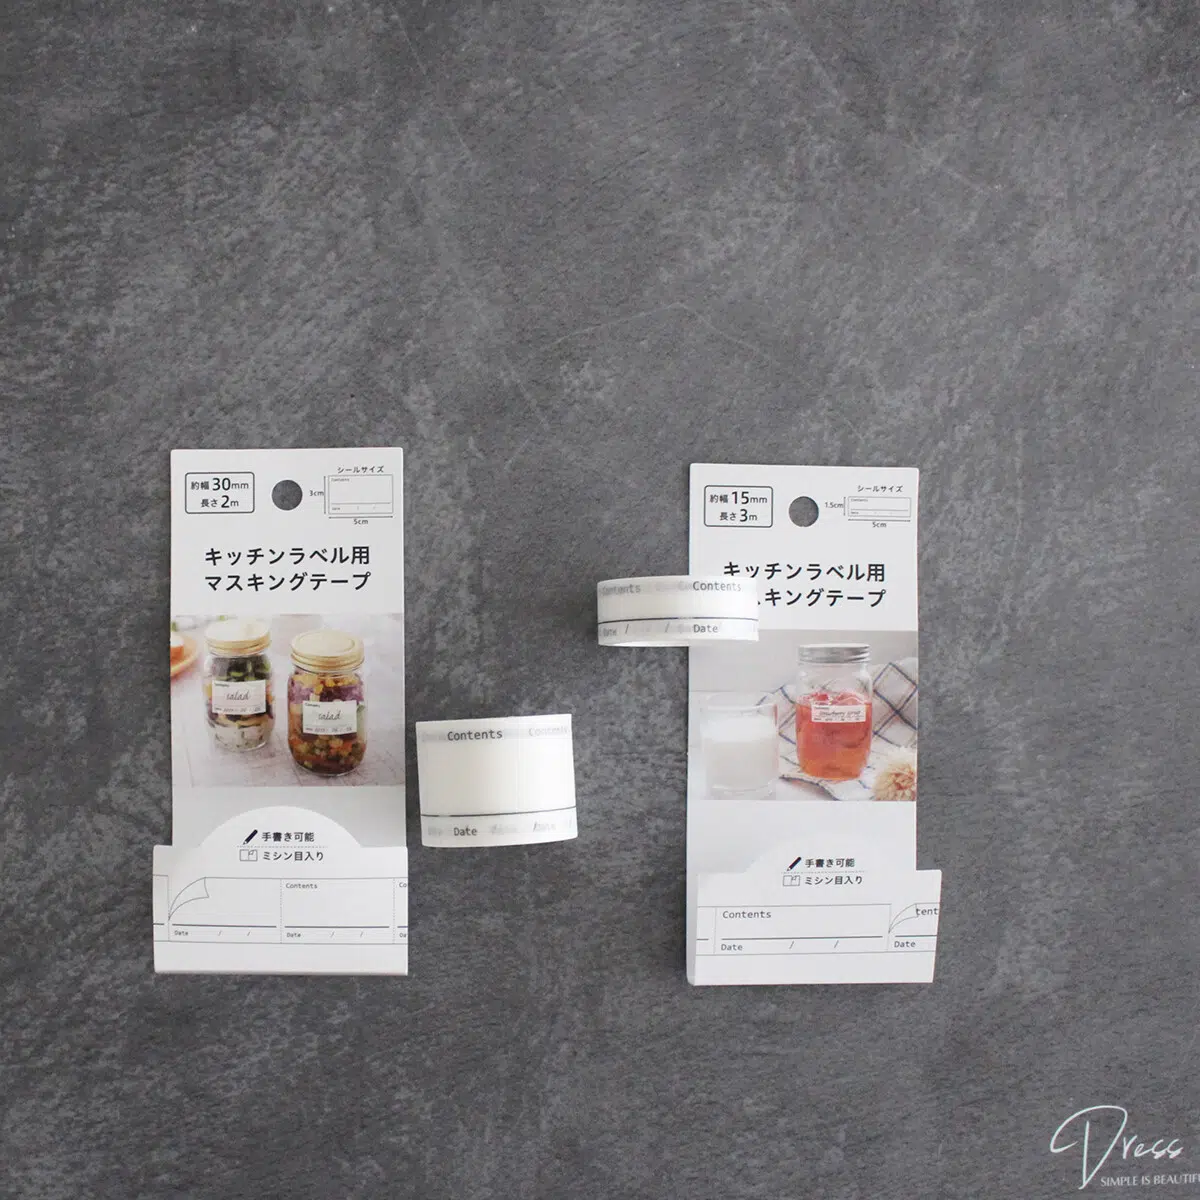 約幅30mm
長さ2m
シールサイズ
3cm
5cm
キッチンラベル用
マスキングテープ
salad
salad
手書き可能
ミシン目入り
Contents
Date / /
Date / /
Contents
Date
約幅15mm
長さ3m
シールサイズ
1.5cm
5cm
キッチンラベル用
キングテープ
Contents
Contents
Date /
/ Date
手書き可能
ミシン目入り
Contents
tent
Date / /
Date
Dress
SIMPLE IS BEAUTIF